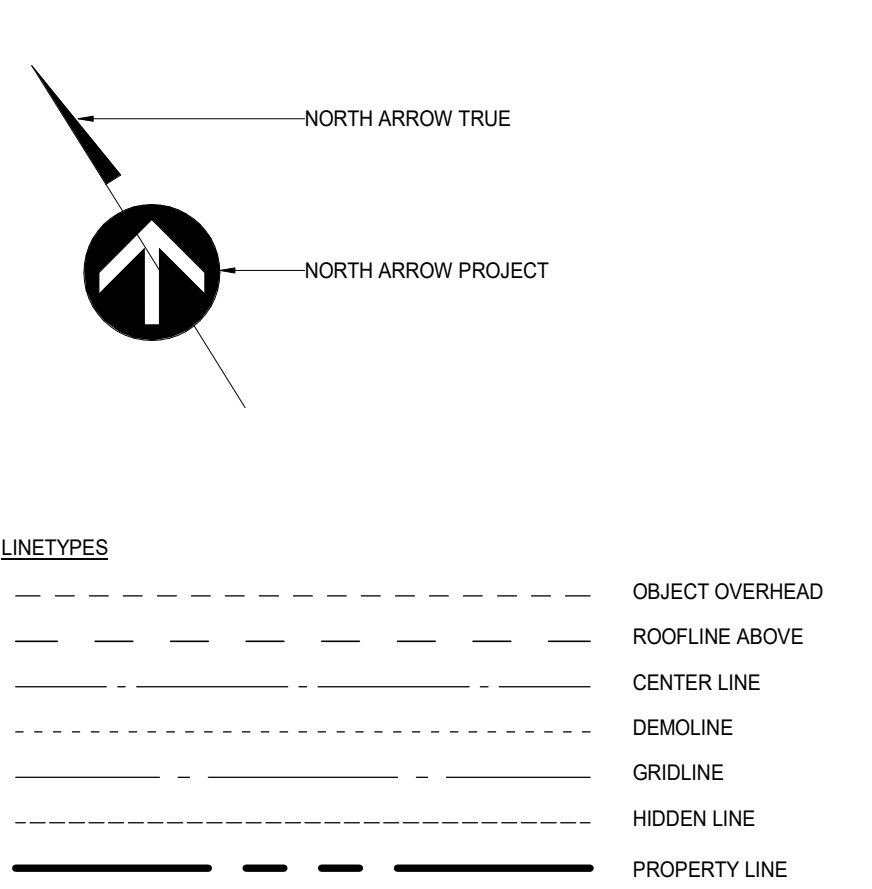 NORTH ARROW TRUE
NORTH ARROW PROJECT
LINETYPES
OBJECT OVERHEAD
ROOFLINE ABOVE
CENTER LINE
DEMOLINE
GRIDLINE
HIDDEN LINE
PROPERTY LINE